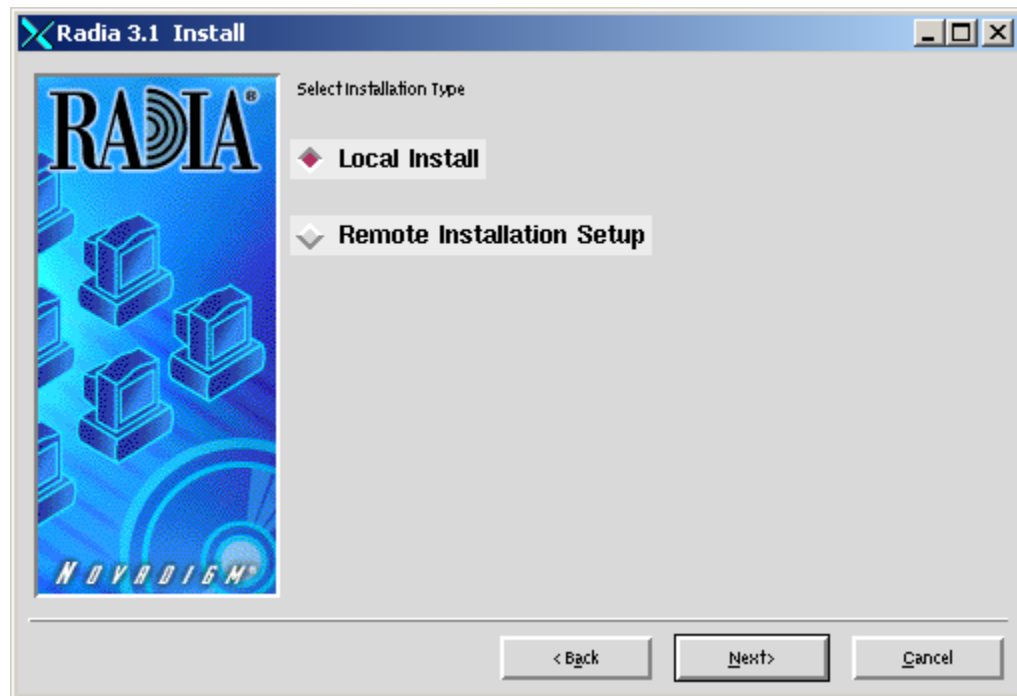 Radia 3.1 Install
RADIA®
Select Installation Type
Local Install
Remote Installation Setup
NOVADIGM®
< Back
Next>
Cancel